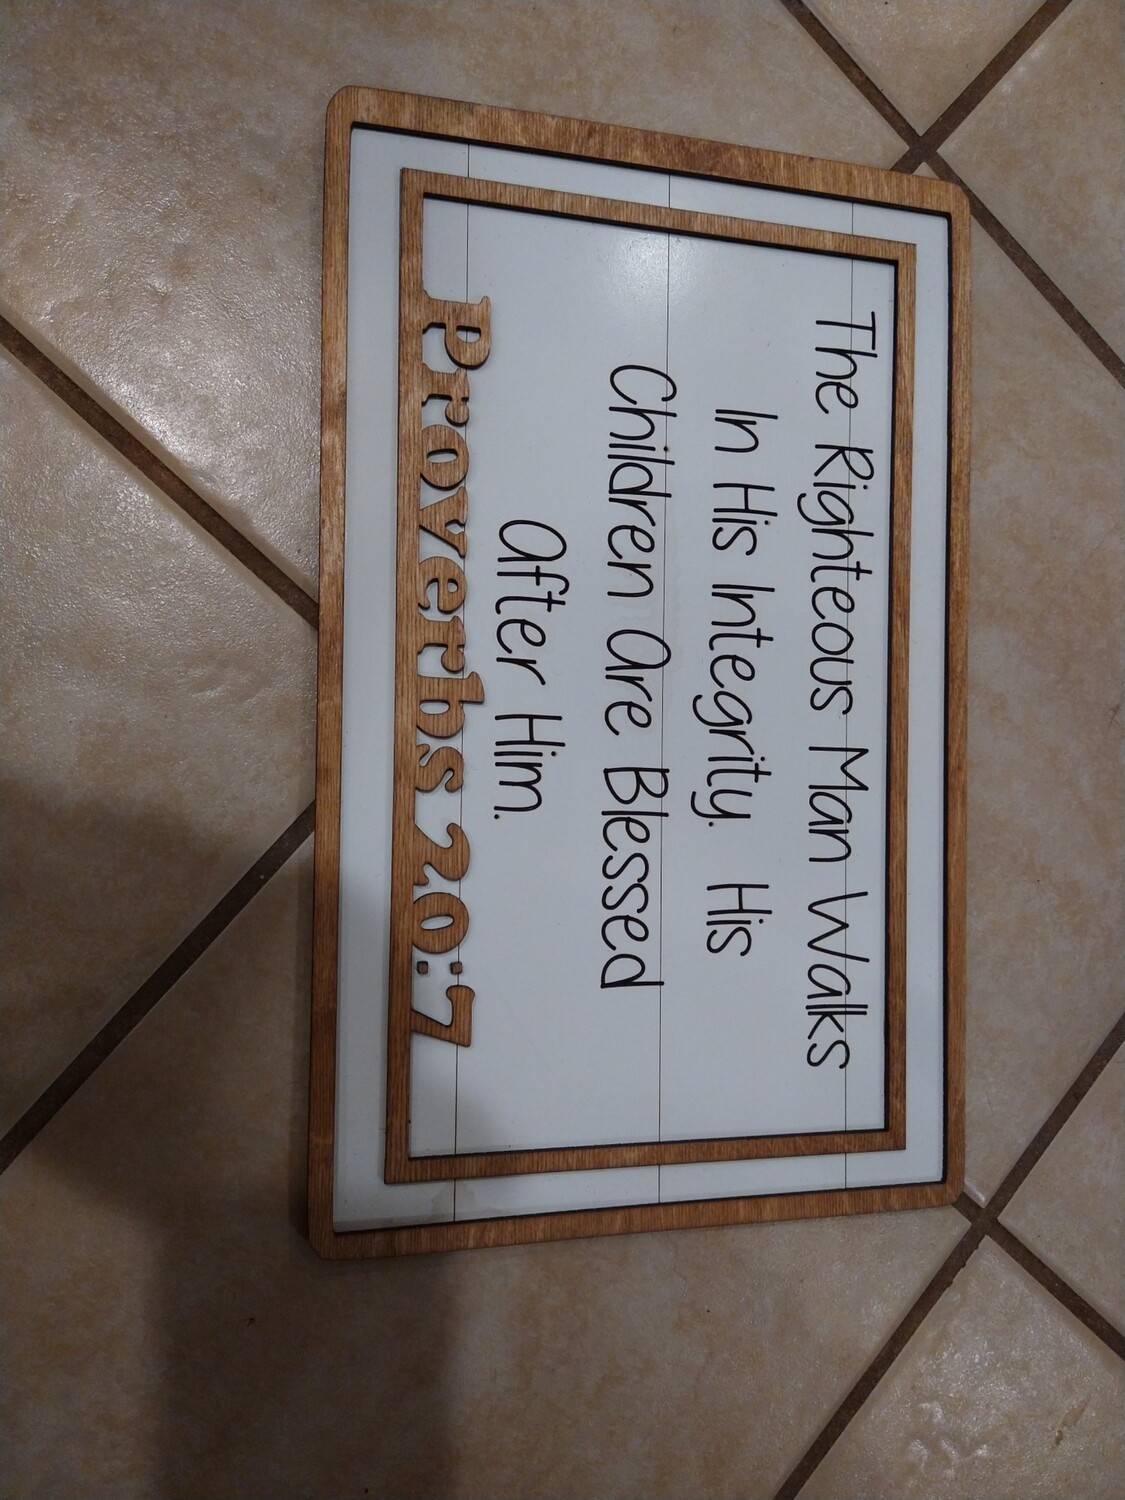 The Righteous Man Walks
In His Integrity. His
Children Are Blessed
After Him.
Proverbs 20:7